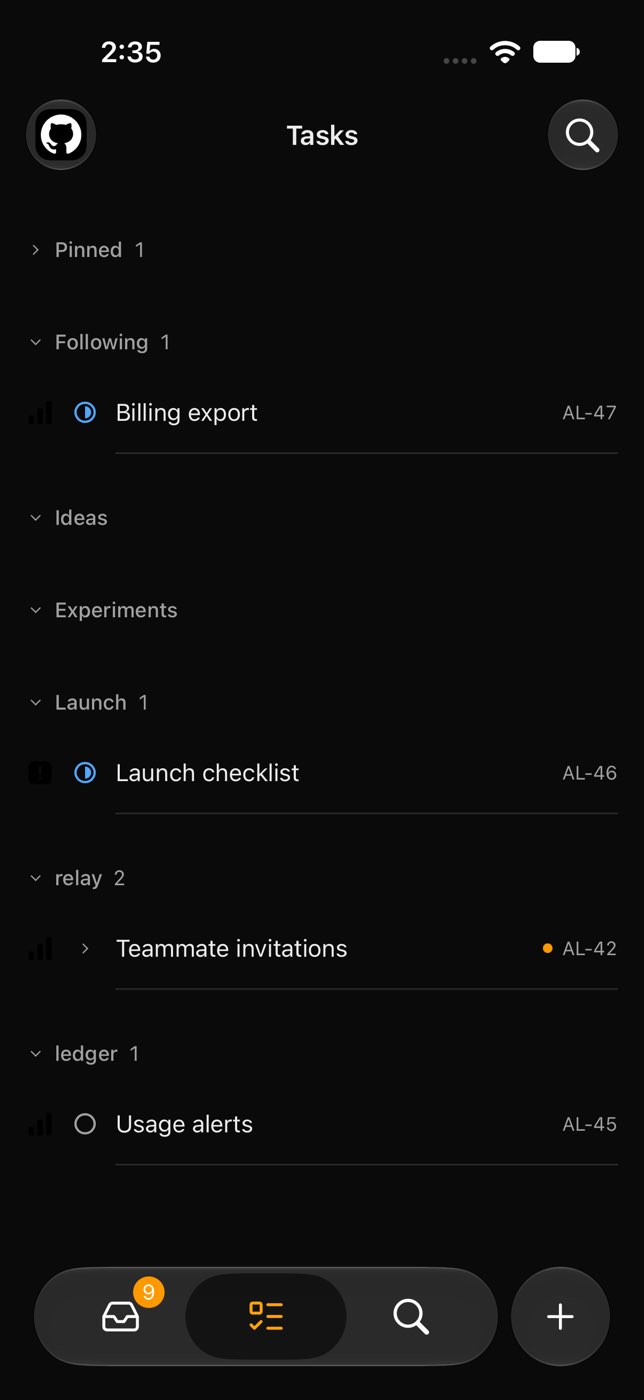 2:35
Tasks
Pinned 1
Following 1
Billing export AL-47
Ideas
Experiments
Launch 1
Launch checklist AL-46
relay 2
Teammate invitations AL-42
ledger 1
Usage alerts AL-45
9